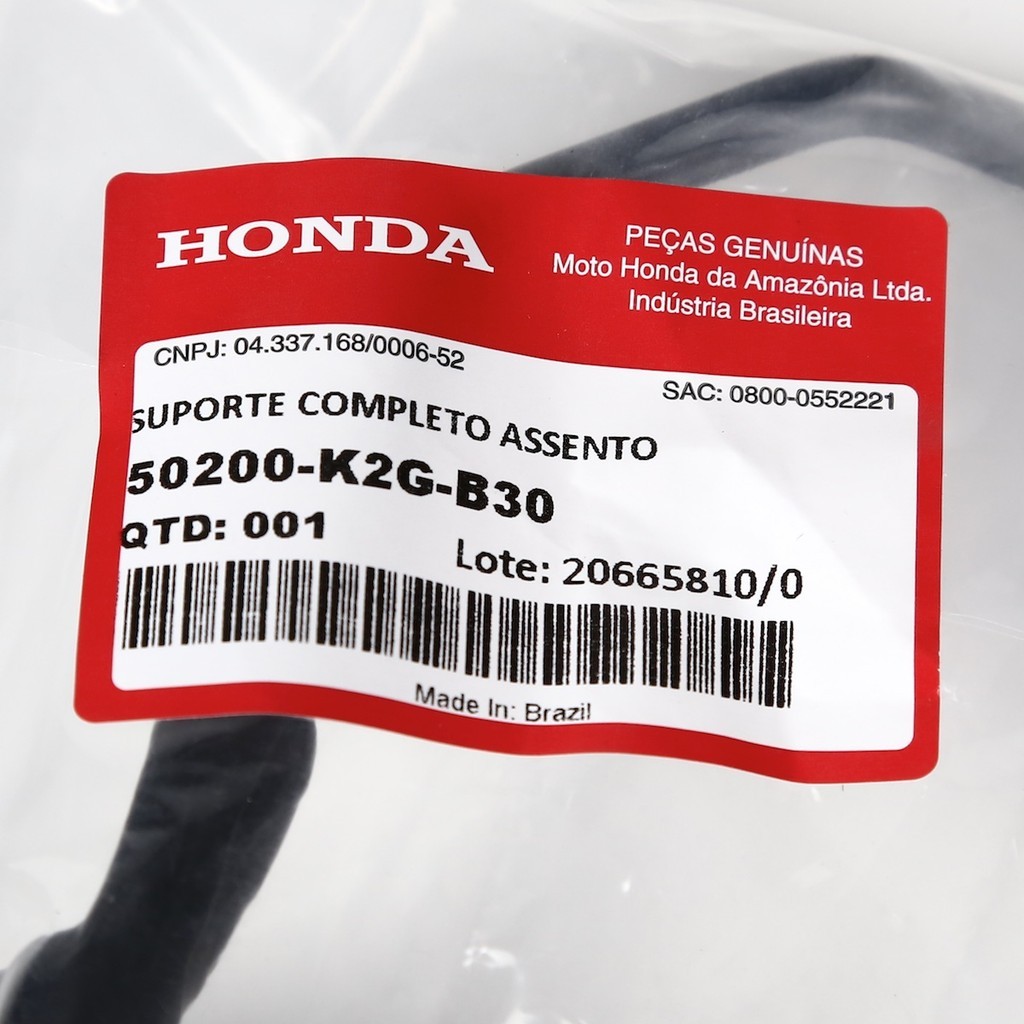 HONDA
PEÇAS GENUÍNAS
Moto Honda da Amazônia Ltda.
Indústria Brasileira
CNPJ: 04.337.168/0006-52
SAC: 0800-0552221
SUPORTE COMPLETO ASSENTO
50200-K2G-B30
QTD: 001
Lote: 20665810/0
Made In: Brazil